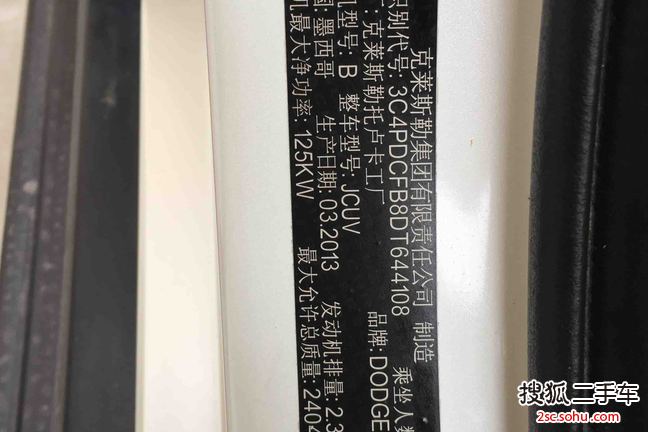 克莱斯勒集团有限责任公司 制造
识别代号: 3C4PDCFB8DT644108 乘坐人数
克莱斯勒托卢卡工厂 品牌: DODGE
机型号: B 整车型号: JCUV 发动机排量: 2.3
墨西哥 生产日期: 03.2013 最大允许总质量: 2404
机最大净功率: 125KW
搜狐二手车
2sc.sohu.com